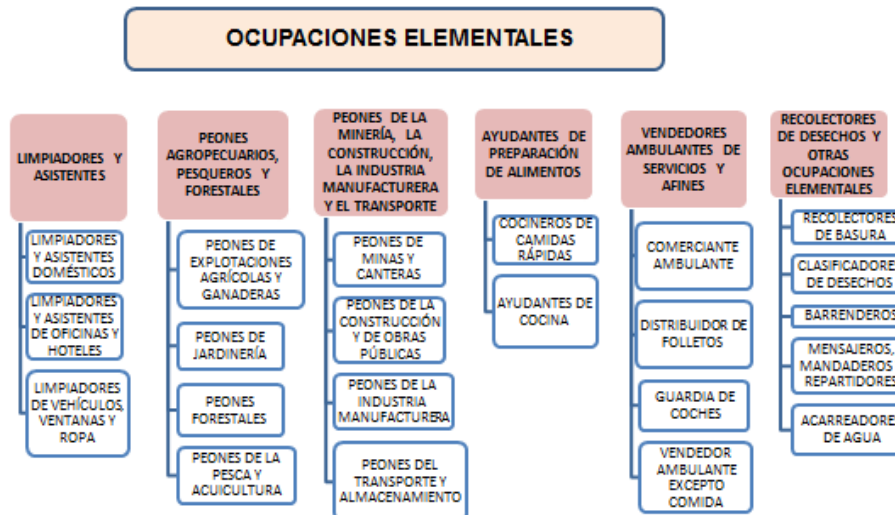 OCUPACIONES ELEMENTALES
LIMPIADORES Y
ASISTENTES
LIMPIADORES
Y ASISTENTES
DOMÉSTICOS
LIMPIADORES
Y ASISTENTES
DE OFICINAS Y
HOTELES
LIMPIADORES
DE VEHÍCULOS,
VENTANAS Y
ROPA
PEONES
AGROPECUARIOS,
PESQUEROS Y
FORESTALES
PEONES DE
EXPLOTACIONES
AGRÍCOLAS Y
GANADERAS
PEONES DE
JARDINERÍA
PEONES
FORESTALES
PEONES DE LA
PESCA Y
ACUICULTURA
PEONES DE LA
MINERÍA, LA
CONSTRUCCIÓN,
LA INDUSTRIA
MANUFACTURERA
Y EL TRANSPORTE
PEONES DE
MINAS Y
CANTERAS
PEONES DE LA
CONSTRUCCIÓN
Y DE OBRAS
PÚBLICAS
PEONES DE LA
INDUSTRIA
MANUFACTURERA
PEONES DEL
TRANSPORTE Y
ALMACENAMIENTO
AYUDANTES DE
PREPARACIÓN
DE ALIMENTOS
COCINEROS DE
CAMIDAS
RÁPIDAS
AYUDANTES DE
COCINA
VENDEDORES
AMBULANTES DE
SERVICIOS Y
AFINES
COMERCIANTE
AMBULANTE
DISTRIBUIDOR DE
FOLLETOS
GUARDIA DE
COCHES
VENDEDOR
AMBULANTE
EXCEPTO
COMIDA
RECOLECTORES
DE DESECHOS Y
OTRAS
OCUPACIONES
ELEMENTALES
RECOLECTORES
DE BASURA
CLASIFICADORES
DE DESECHOS
BARRENDEROS
MENSAJEROS,
MANDADEROS
REPARTIDORES
ACARREADORES
DE AGUA